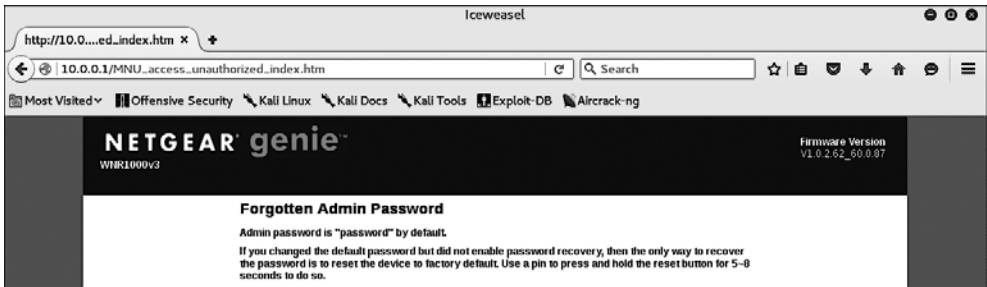 Iceweasel
http://10.0....ed_index.htm × +
10.0.0.1/MNU_access_unauthorized_index.htm Search
Most Visited Offensive Security Kali Linux Kali Docs Kali Tools Exploit-DB Aircrack-ng
NETGEAR® genie™
WNR1000v3
Firmware Version
V1.0.2.62_60.0.87
Forgotten Admin Password
Admin password is "password" by default.
If you changed the default password but did not enable password recovery, then the only way to recover
the password is to reset the device to factory default. Use a pin to press and hold the reset button for 5~8
seconds to do so.